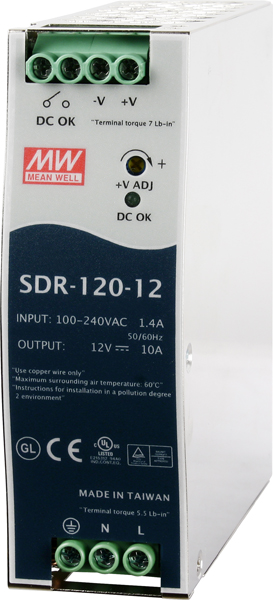 -V +V
DC OK "Terminal torque 7 Lb-in"
MW
MEAN WELL
+
+V ADJ
DC OK
SDR-120-12
INPUT: 100-240VAC 1.4A
50/60Hz
OUTPUT: 12V 10A
"Use copper wire only"
"Maximum surrounding air temperature: 60°C"
"Instructions for installation in a pollution degree
2 environment"
GL CE UL LISTED
MADE IN TAIWAN
"Terminal torque 5.5 Lb-in"
N L